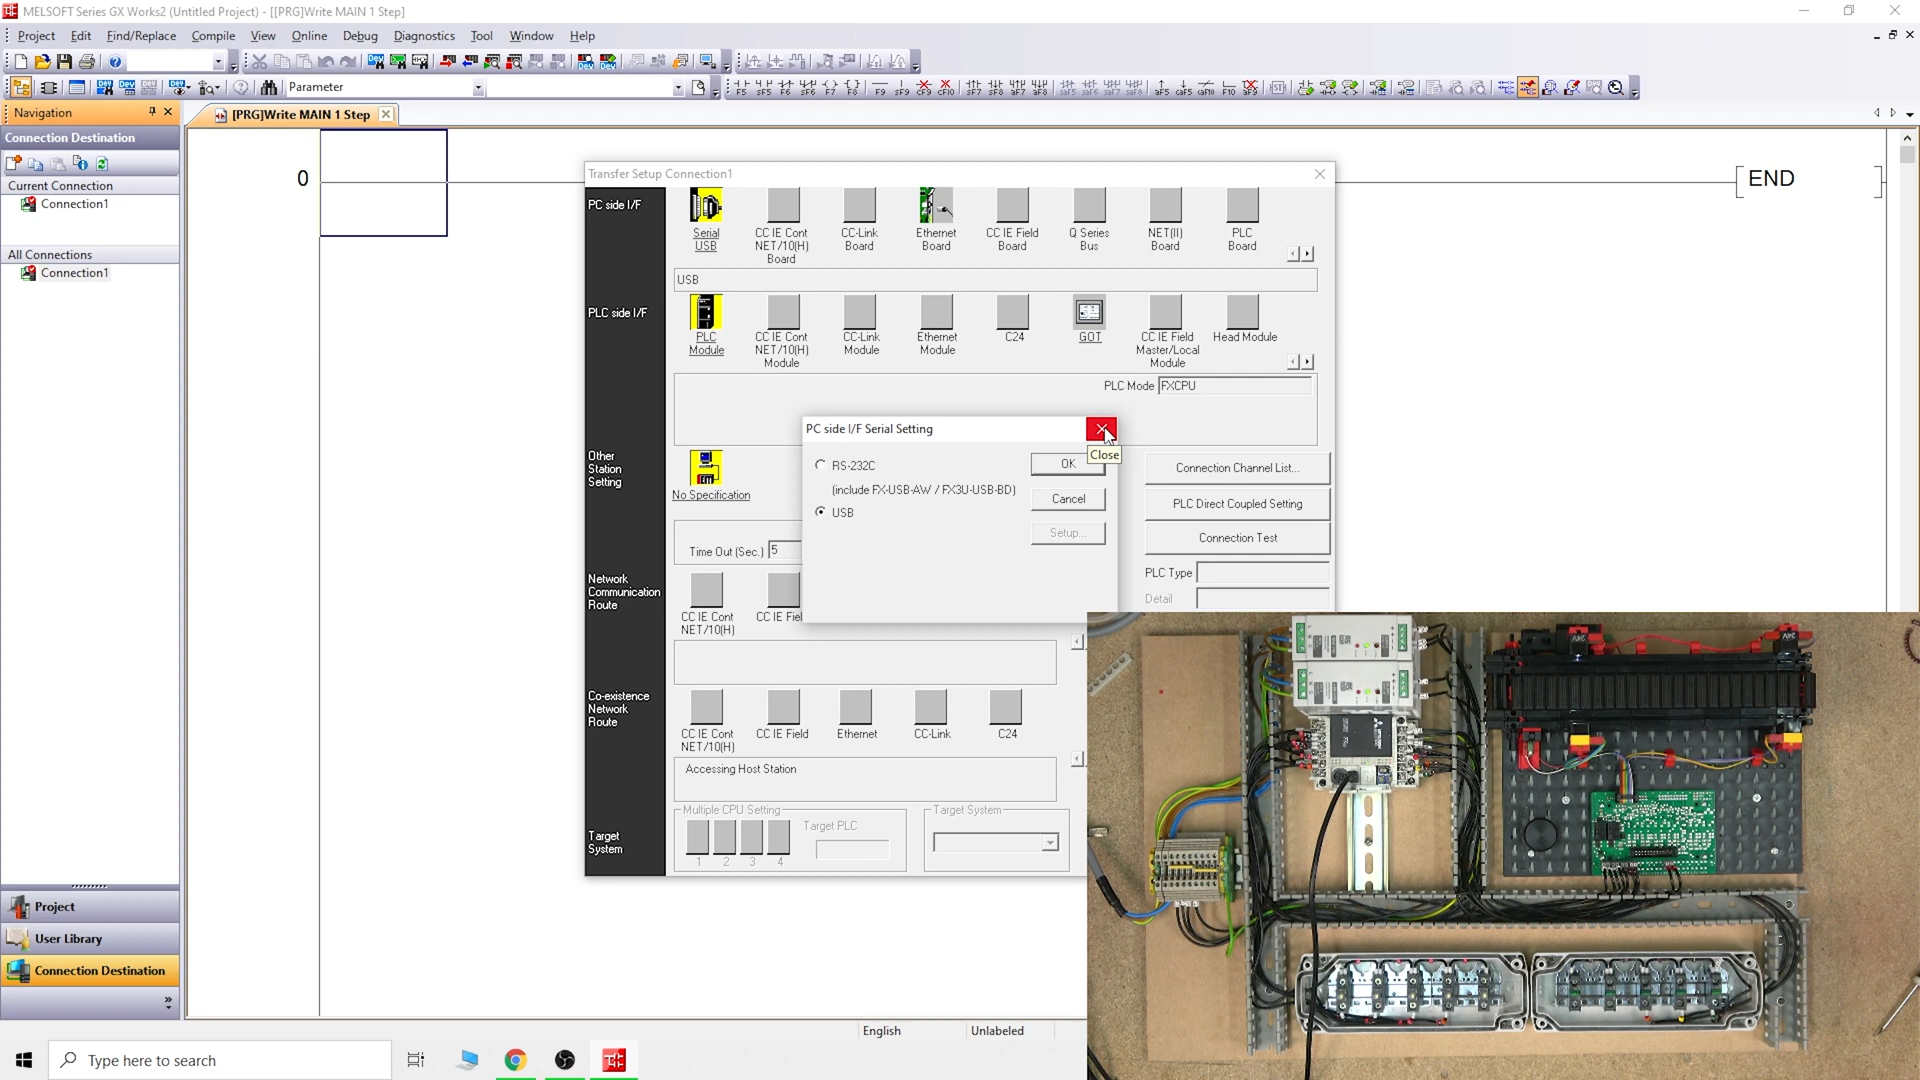 MELSOFT Series GX Works2 (Untitled Project) - [[PRG]Write MAIN 1 Step]
Project Edit Find/Replace Compile View Online Debug Diagnostics Tool Window Help
Parameter
Navigation
[PRG]Write MAIN 1 Step
Connection Destination
Current Connection
Connection1
All Connections
Connection1
Project
User Library
Connection Destination
0
END
Transfer Setup Connection1
PC side I/F
Serial USB
CC IE Cont NET/10(H) Board
CC-Link Board
Ethernet Board
CC IE Field Board
Q Series Bus
NET(II) Board
PLC Board
USB
PLC side I/F
PLC Module
CC IE Cont NET/10(H) Module
CC-Link Module
Ethernet Module
C24
GOT
CC IE Field Master/Local Module
Head Module
PLC Mode FXCPU
PC side I/F Serial Setting
Close
RS-232C
(include FX-USB-AW / FX3U-USB-BD)
USB
OK
Cancel
Setup...
Other Station Setting
No Specification
Time Out (Sec.) 5
Connection Channel List...
PLC Direct Coupled Setting
Connection Test
PLC Type
Detail
Network Communication Route
CC IE Cont NET/10(H)
CC IE Fiel
Co-existence Network Route
CC IE Cont NET/10(H)
CC IE Field
Ethernet
CC-Link
C24
Accessing Host Station
Target System
Multiple CPU Setting
1 2 3 4
Target PLC
Target System
English
Unlabeled
Type here to search
24V
24V